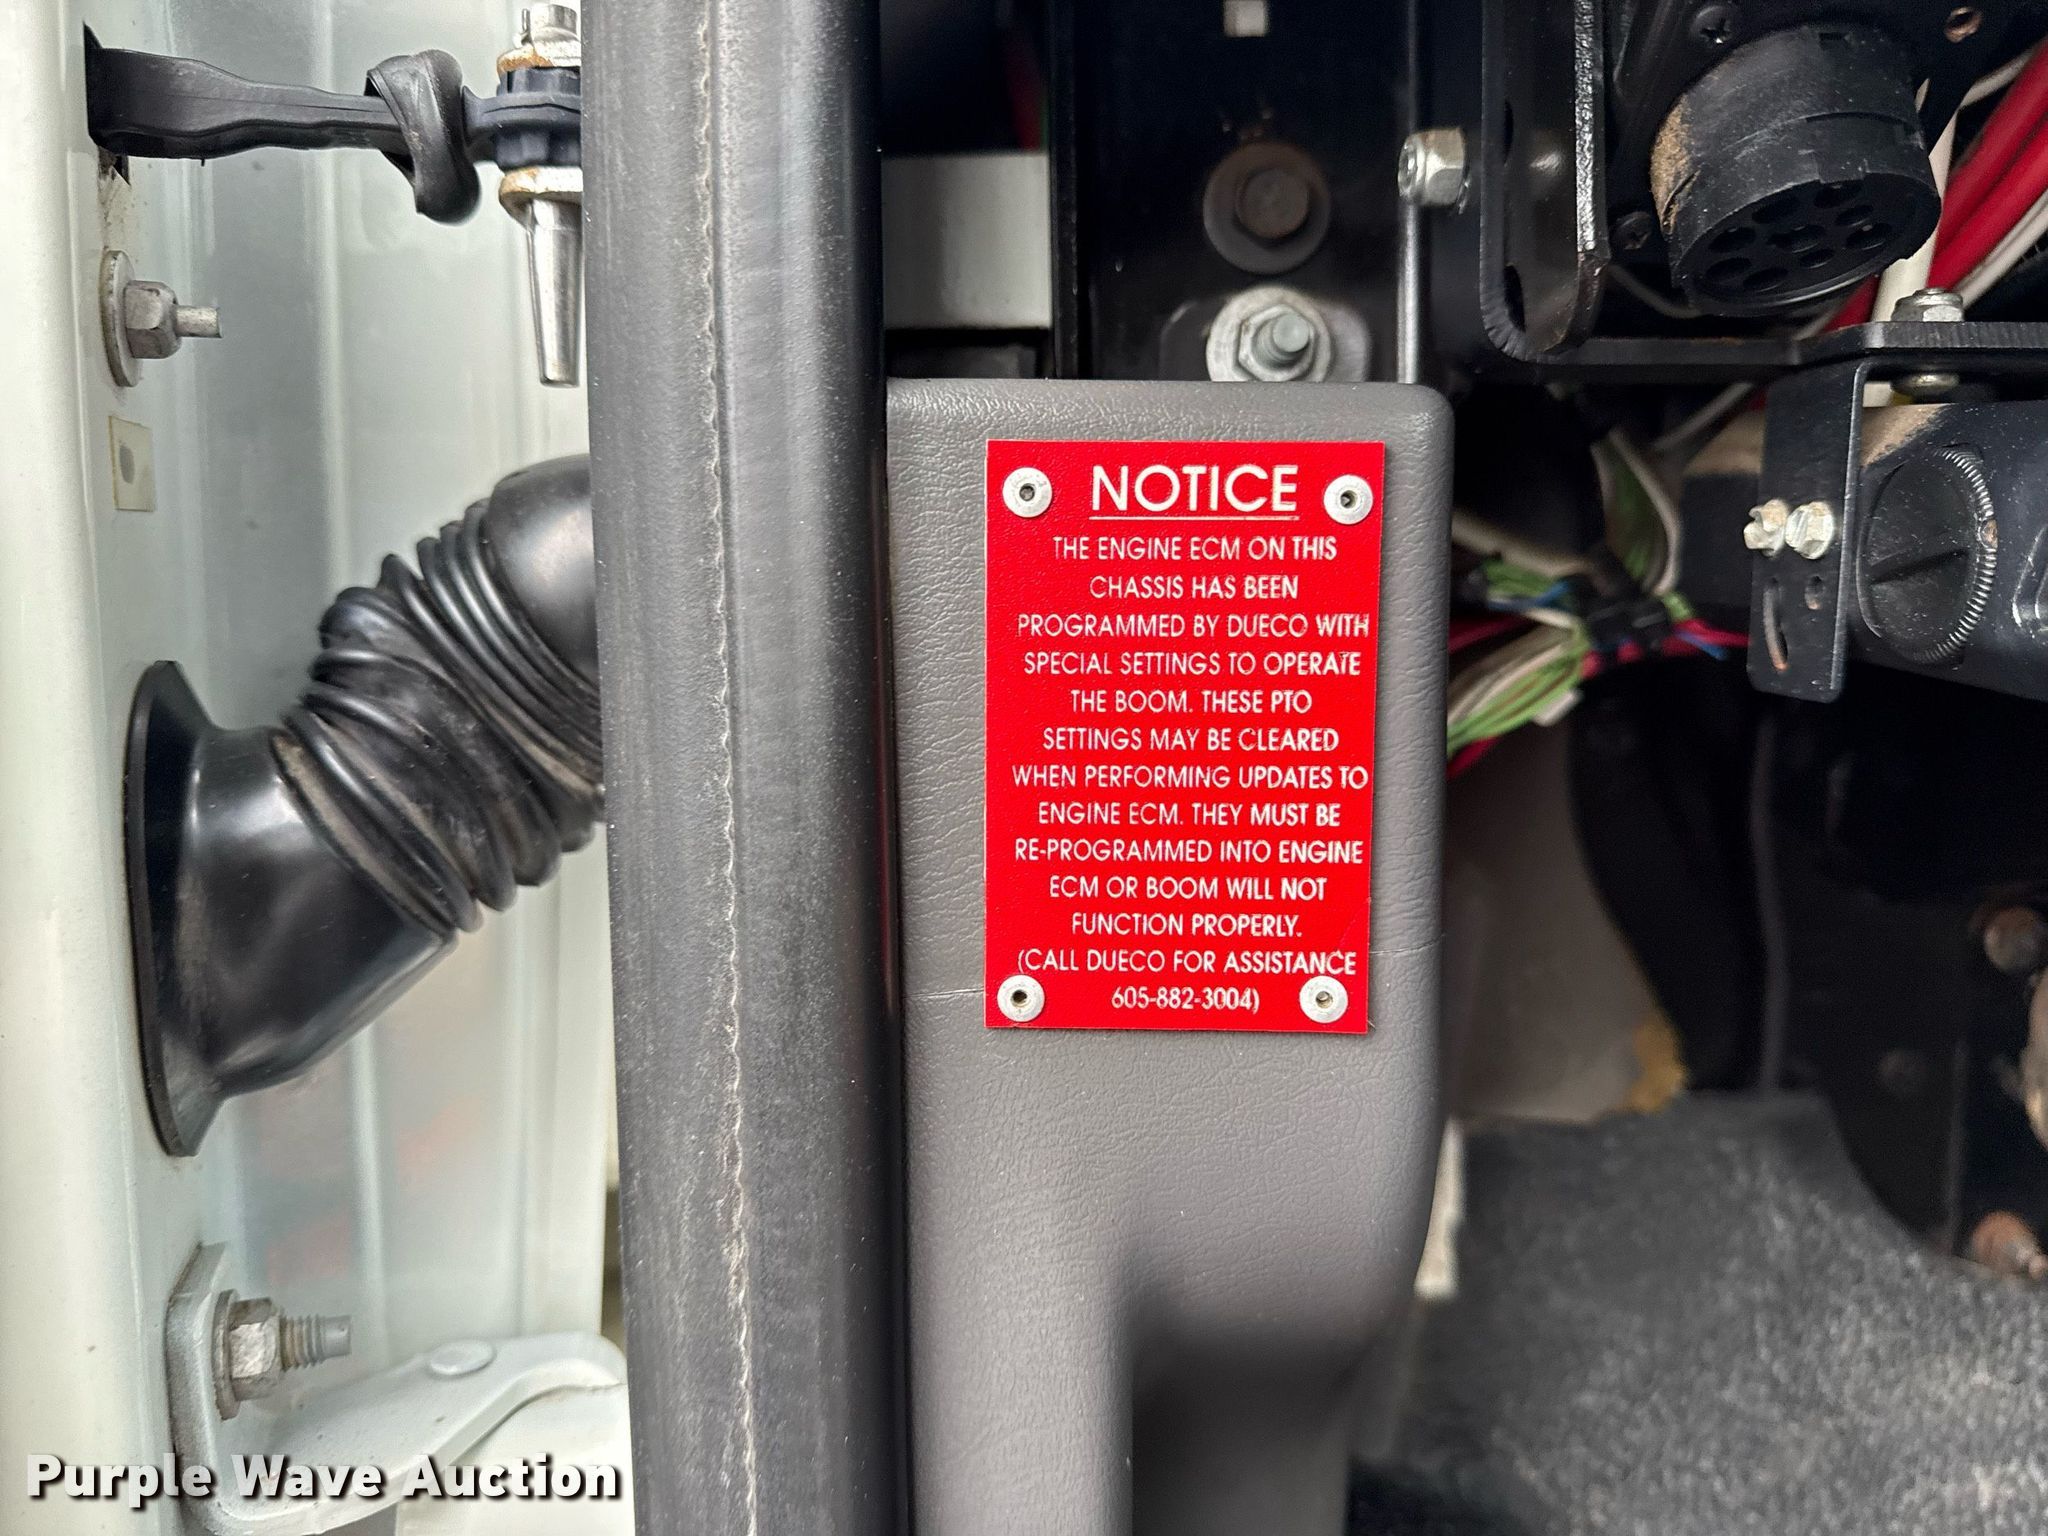 NOTICE
THE ENGINE ECM ON THIS
CHASSIS HAS BEEN
PROGRAMMED BY DUECO WITH
SPECIAL SETTINGS TO OPERATE
THE BOOM. THESE PTO
SETTINGS MAY BE CLEARED
WHEN PERFORMING UPDATES TO
ENGINE ECM. THEY MUST BE
RE-PROGRAMMED INTO ENGINE
ECM OR BOOM WILL NOT
FUNCTION PROPERLY.
(CALL DUECO FOR ASSISTANCE
605-882-3004)
Purple Wave Auction